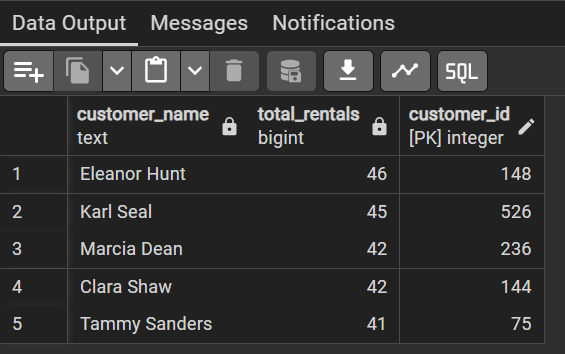 Data Output Messages Notifications
SQL
customer_name total_rentals customer_id
text bigint [PK] integer
1 Eleanor Hunt 46 148
2 Karl Seal 45 526
3 Marcia Dean 42 236
4 Clara Shaw 42 144
5 Tammy Sanders 41 75